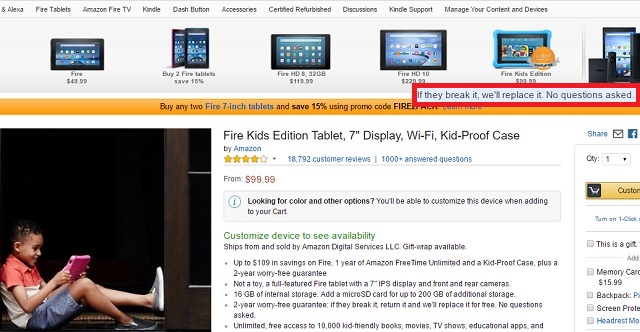 & Alexa Fire Tablets Amazon Fire TV Kindle Dash Button Accessories Certified Refurbished Discussions Kindle Support Manage Your Content and Devices
Fire
$49.99
Buy 2 Fire tablets
save 15%
Fire HD 8, 32GB
$119.99
Fire HD 10
$229.99
Fire Kids Edition
$99.99
If they break it, we'll replace it. No questions asked.
Buy any two Fire 7-inch tablets and save 15% using promo code FIRE2PACK. Learn more
Fire Kids Edition Tablet, 7" Display, Wi-Fi, Kid-Proof Case
by Amazon
18,792 customer reviews | 1000+ answered questions
From: $99.99
Looking for color and other options? You'll be able to customize this device when adding
to your Cart.
Customize device to see availability
Ships from and sold by Amazon Digital Services LLC. Gift-wrap available.
• Up to $109 in savings on Fire, 1 year of Amazon FreeTime Unlimited and a Kid-Proof Case, plus a
2-year worry-free guarantee
• Not a toy, a full-featured Fire tablet with a 7" IPS display and front and rear cameras.
• 16 GB of internal storage. Add a microSD card for up to 200 GB of additional storage.
• 2-year worry-free guarantee: if they break it, return it and we'll replace it for free. No questions
asked.
• Unlimited, free access to 10,000 kid-friendly books, movies, TV shows, educational apps, and
Share
Qty: 1
Custom
Turn on 1-Click
This is a gift.
Add
Memory Card
$15.99
Backpack: Pi
Screen Prote
Headrest Mo